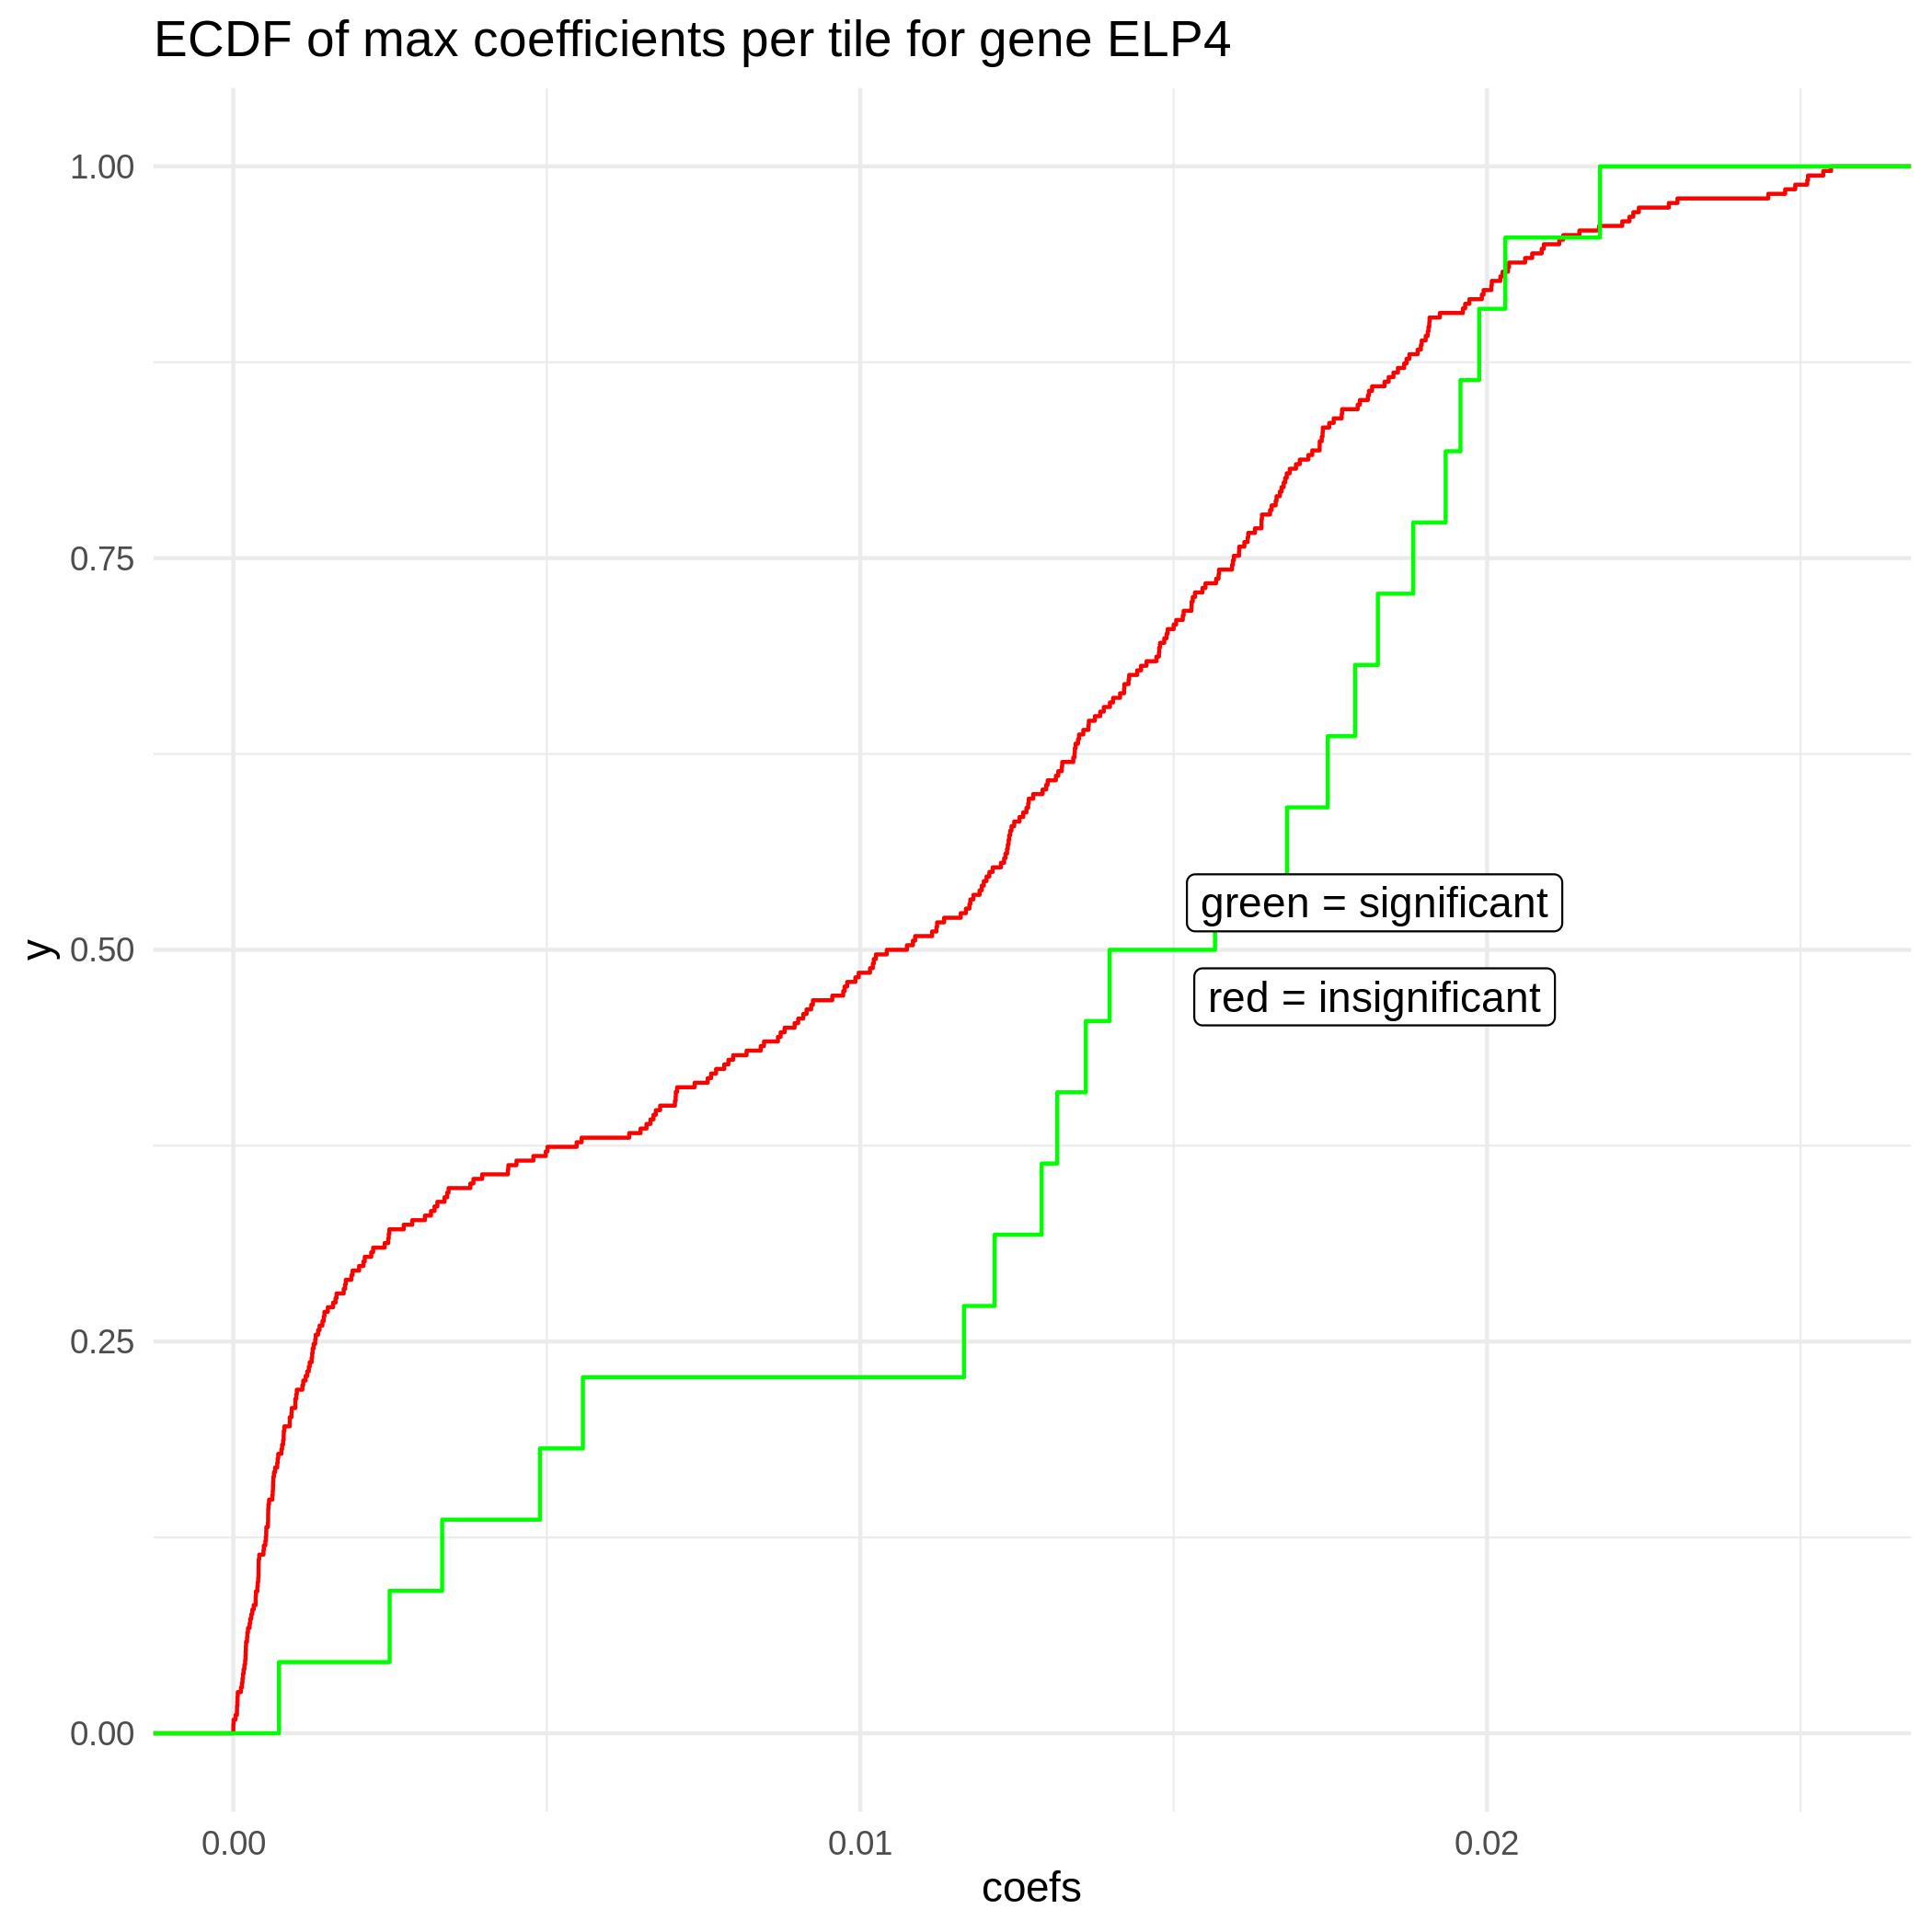 ECDF of max coefficients per tile for gene ELP4
1.00
0.75
0.50
0.25
0.00
y
green = significant
red = insignificant
0.00 0.01 0.02
coefs